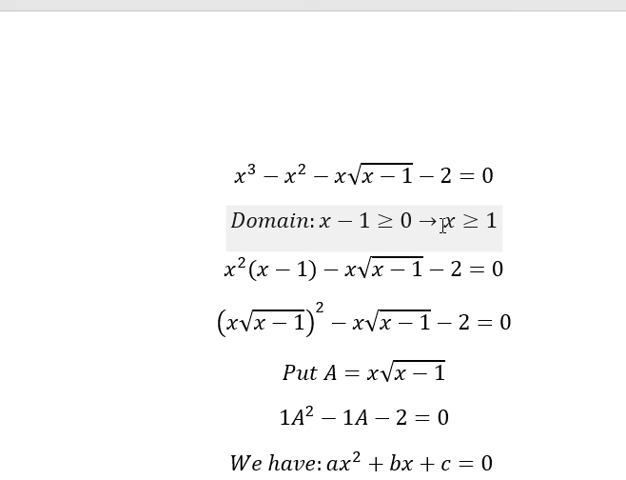 x³ − x² − x√(x − 1) − 2 = 0
Domain: x − 1 ≥ 0 → x ≥ 1
x²(x − 1) − x√(x − 1) − 2 = 0
(x√(x − 1))² − x√(x − 1) − 2 = 0
Put A = x√(x − 1)
1A² − 1A − 2 = 0
We have: ax² + bx + c = 0